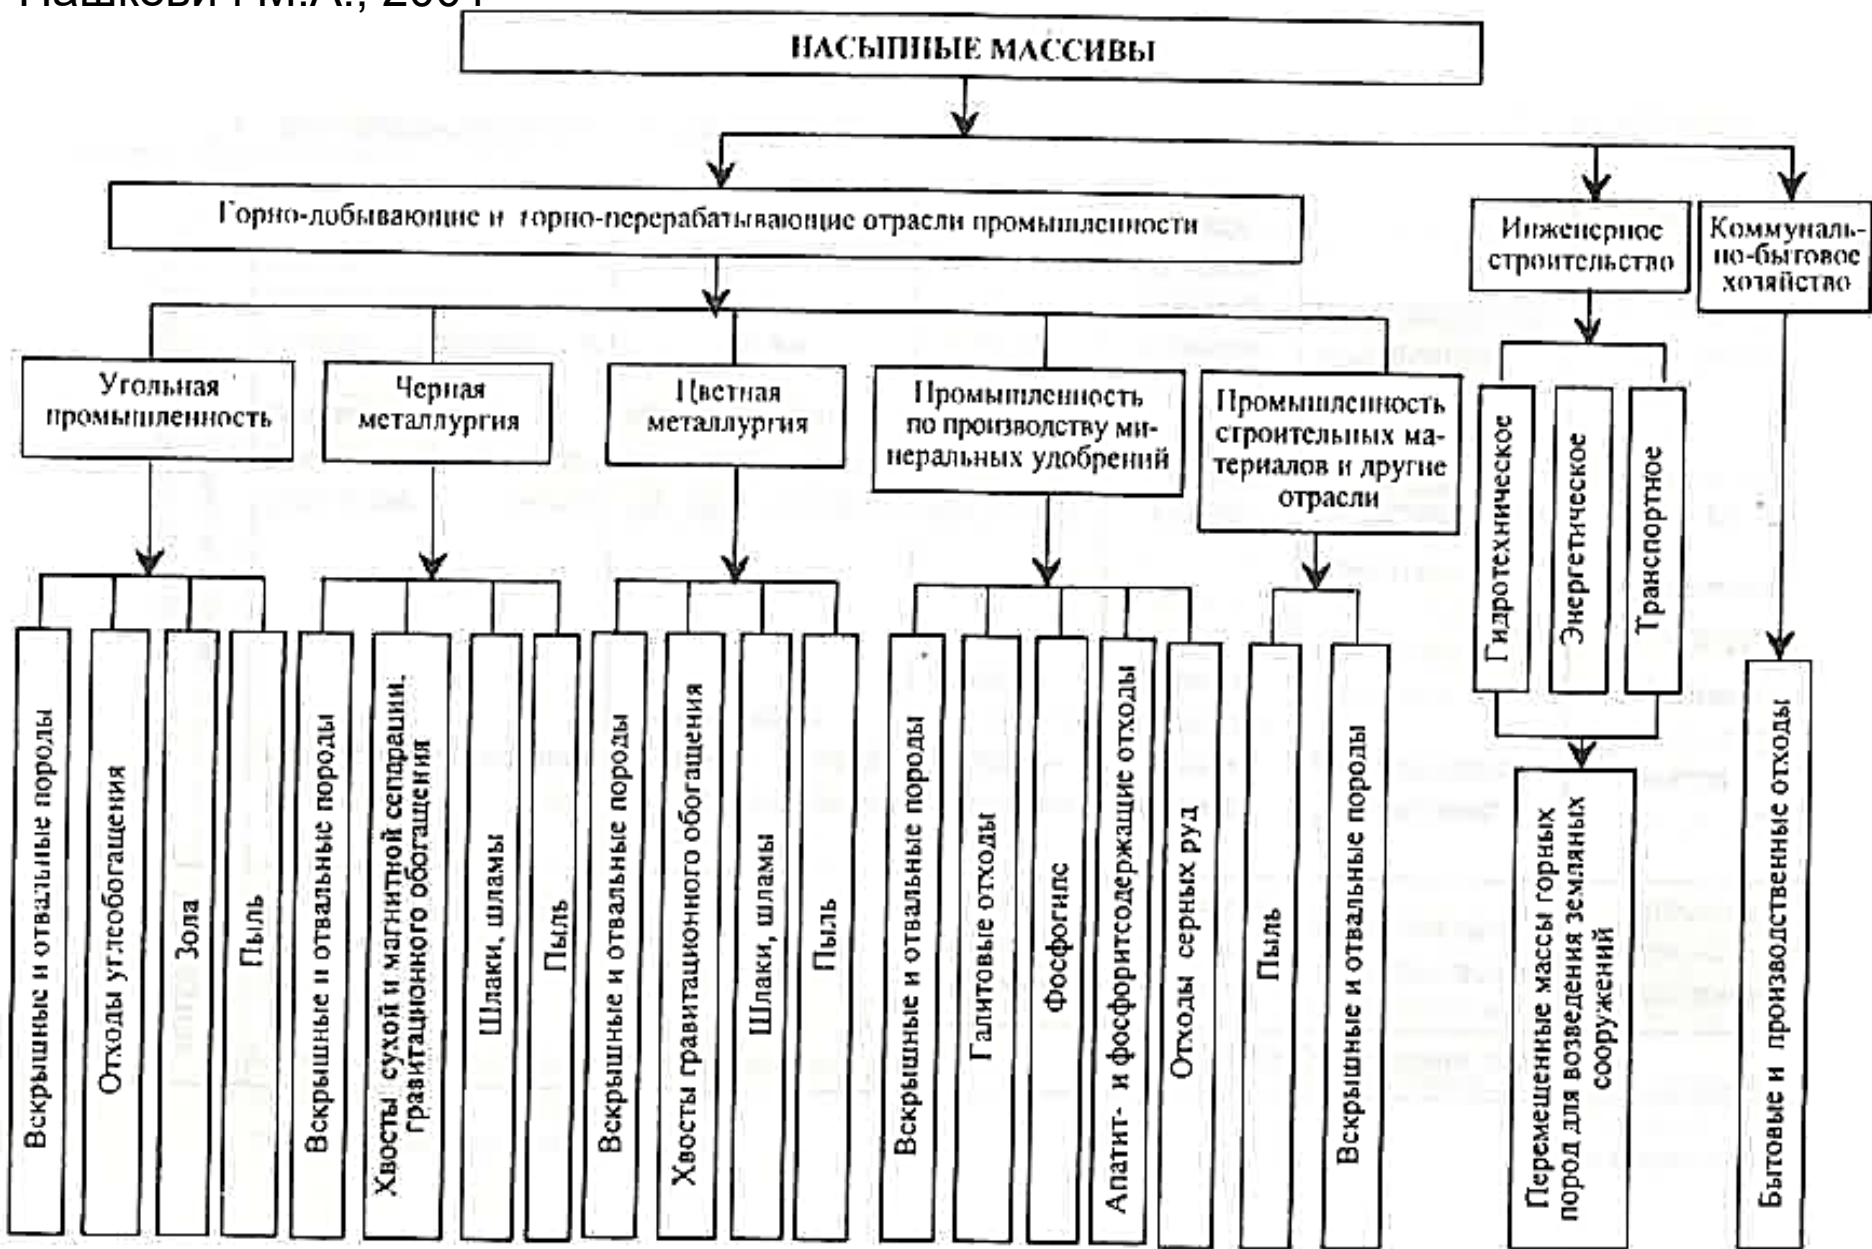 НАСЫПНЫЕ МАССИВЫ
Горно-добывающие и горно-перерабатывающие отрасли промышленности
Инженерное
строительство
Коммуналь-
но-бытовое
хозяйство
Угольная
промышленность
Черная
металлургия
Цветная
металлургия
Промышленность
по производству ми-
неральных удобрений
Промышленность
строительных ма-
териалов и другие
отрасли
Гидротехническое
Энергетическое
Транспортное
Вскрышные и отвальные породы
Отходы углеобогащения
Зола
Пыль
Вскрышные и отвальные породы
Хвосты сухой и магнитной сепарации,
гравитационного обогащения
Шлаки, шламы
Пыль
Вскрышные и отвальные породы
Хвосты гравитационного обогащения
Шлаки, шламы
Пыль
Вскрышные и отвальные породы
Галитовые отходы
Фосфогипс
Апатит- и фосфоритсодержащие отходы
Отходы серных руд
Пыль
Вскрышные и отвальные породы
Перемещенные массы горных
пород для возведения земляных
сооружений
Бытовые и производственные отходы